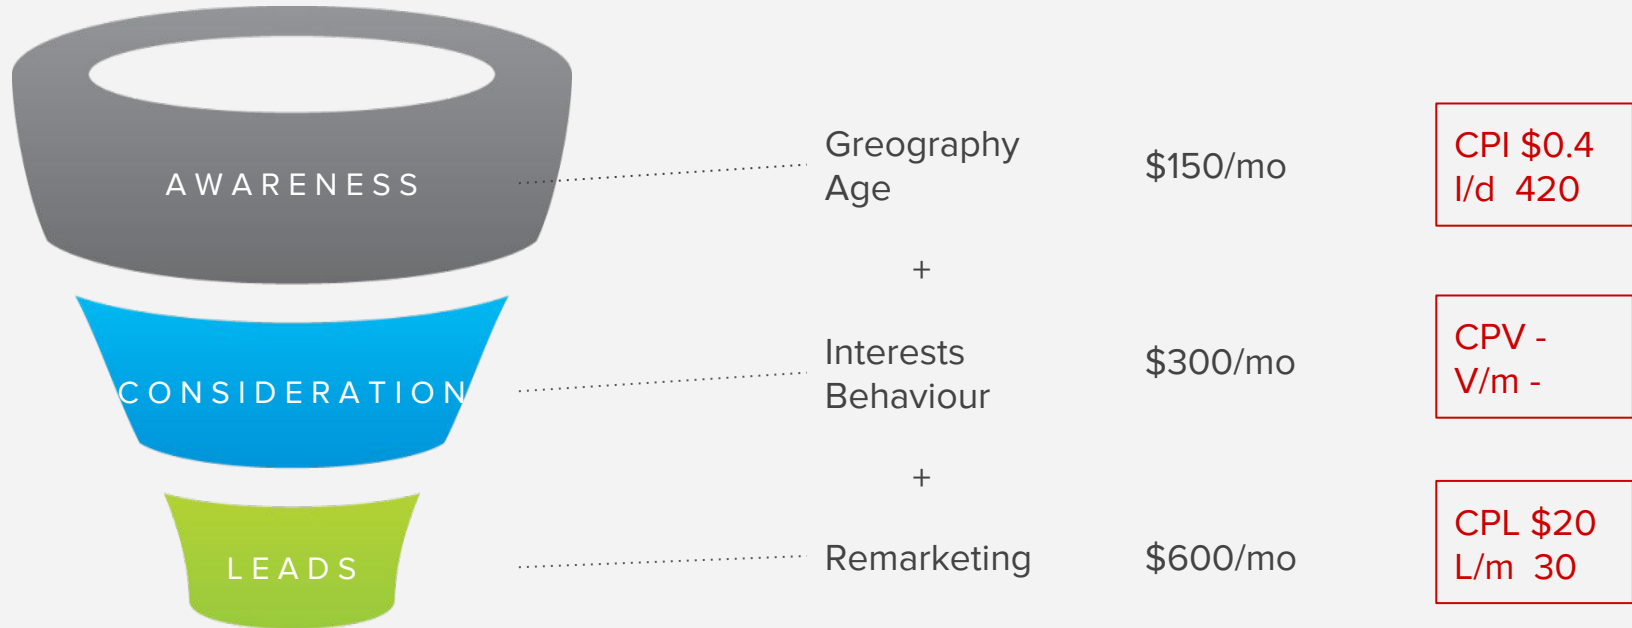 AWARENESS
Greography
Age
$150/mo
CPI $0.4
I/d 420
+
CONSIDERATION
Interests
Behaviour
$300/mo
CPV -
V/m -
+
LEADS
Remarketing
$600/mo
CPL $20
L/m 30